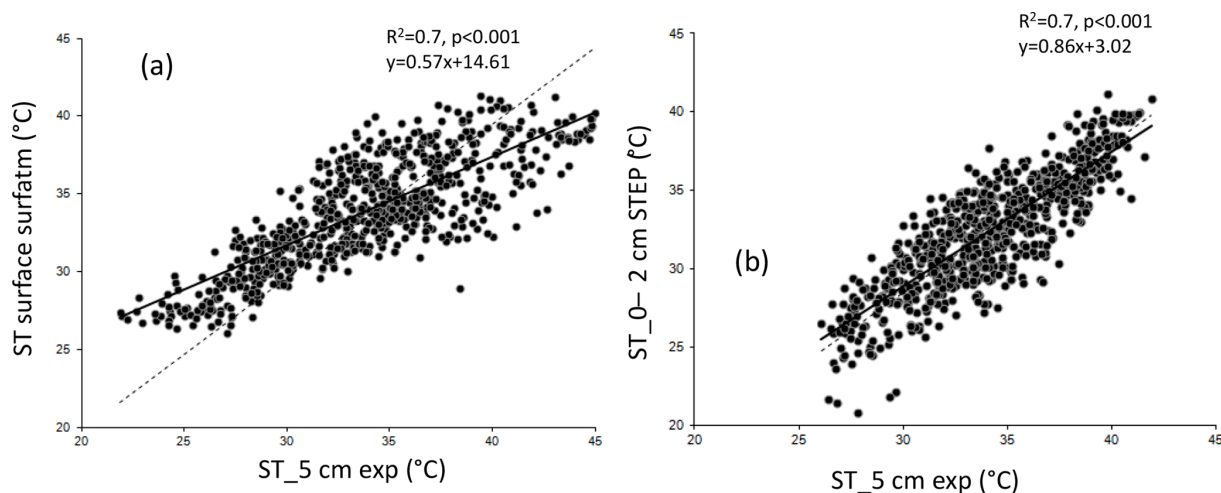 (a)
R²=0.7, p<0.001
y=0.57x+14.61
ST surface surfatm (°C)
45
40
35
30
25
20
20 25 30 35 40 45
ST_5 cm exp (°C)
(b)
R²=0.7, p<0.001
y=0.86x+3.02
ST_0– 2 cm STEP (°C)
45
40
35
30
25
20
20 25 30 35 40 45
ST_5 cm exp (°C)